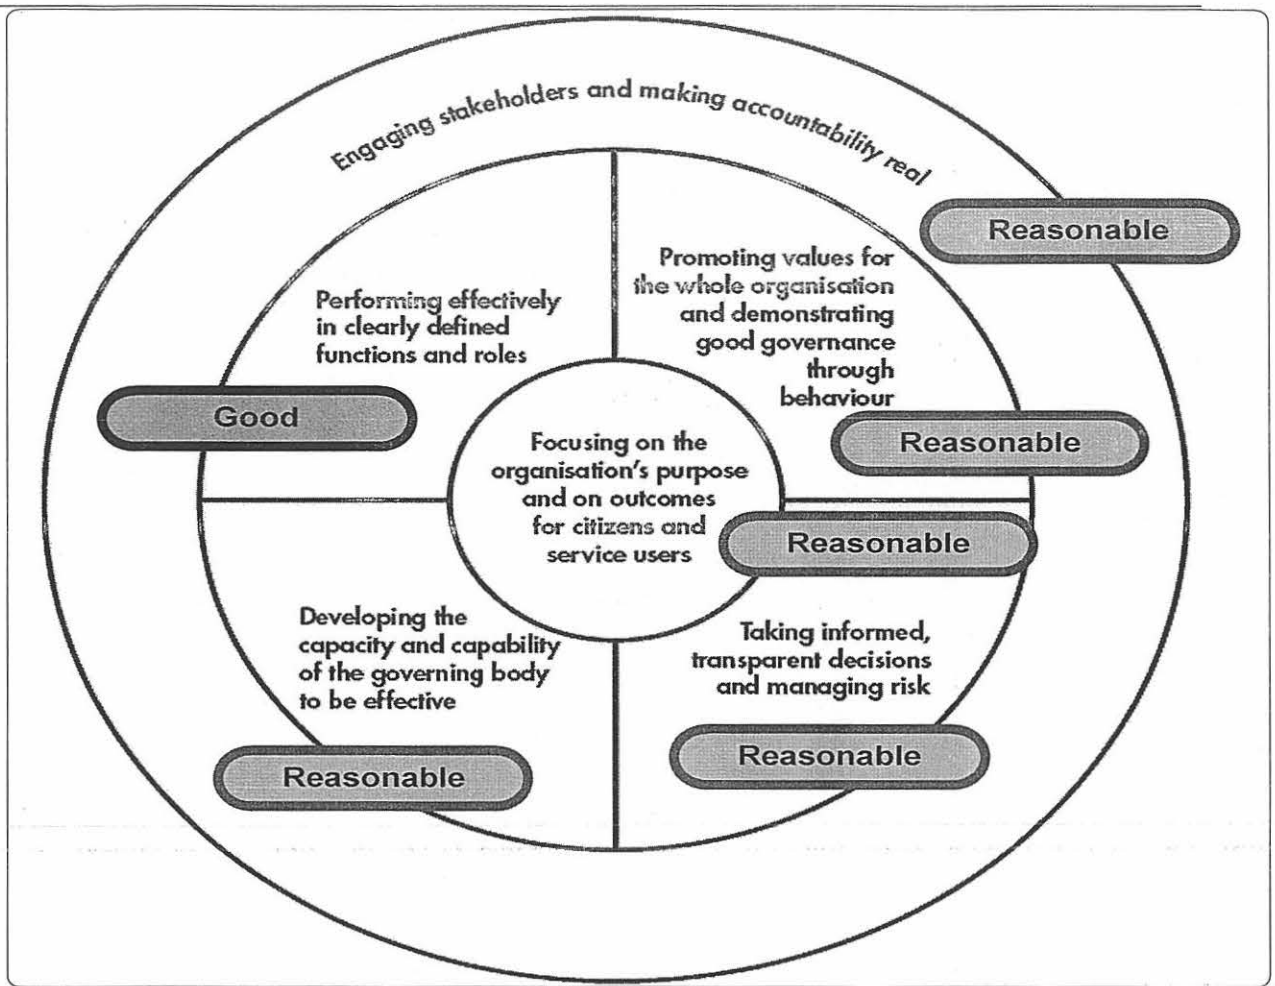 Engaging stakeholders and making accountability real
Reasonable
Promoting values for
the whole organisation
and demonstrating
good governance
through
behaviour
Reasonable
Performing effectively
in clearly defined
functions and roles
Good
Focusing on the
organisation's purpose
and on outcomes
for citizens and
service users
Reasonable
Developing the
capacity and capability
of the governing body
to be effective
Reasonable
Taking informed,
transparent decisions
and managing risk
Reasonable